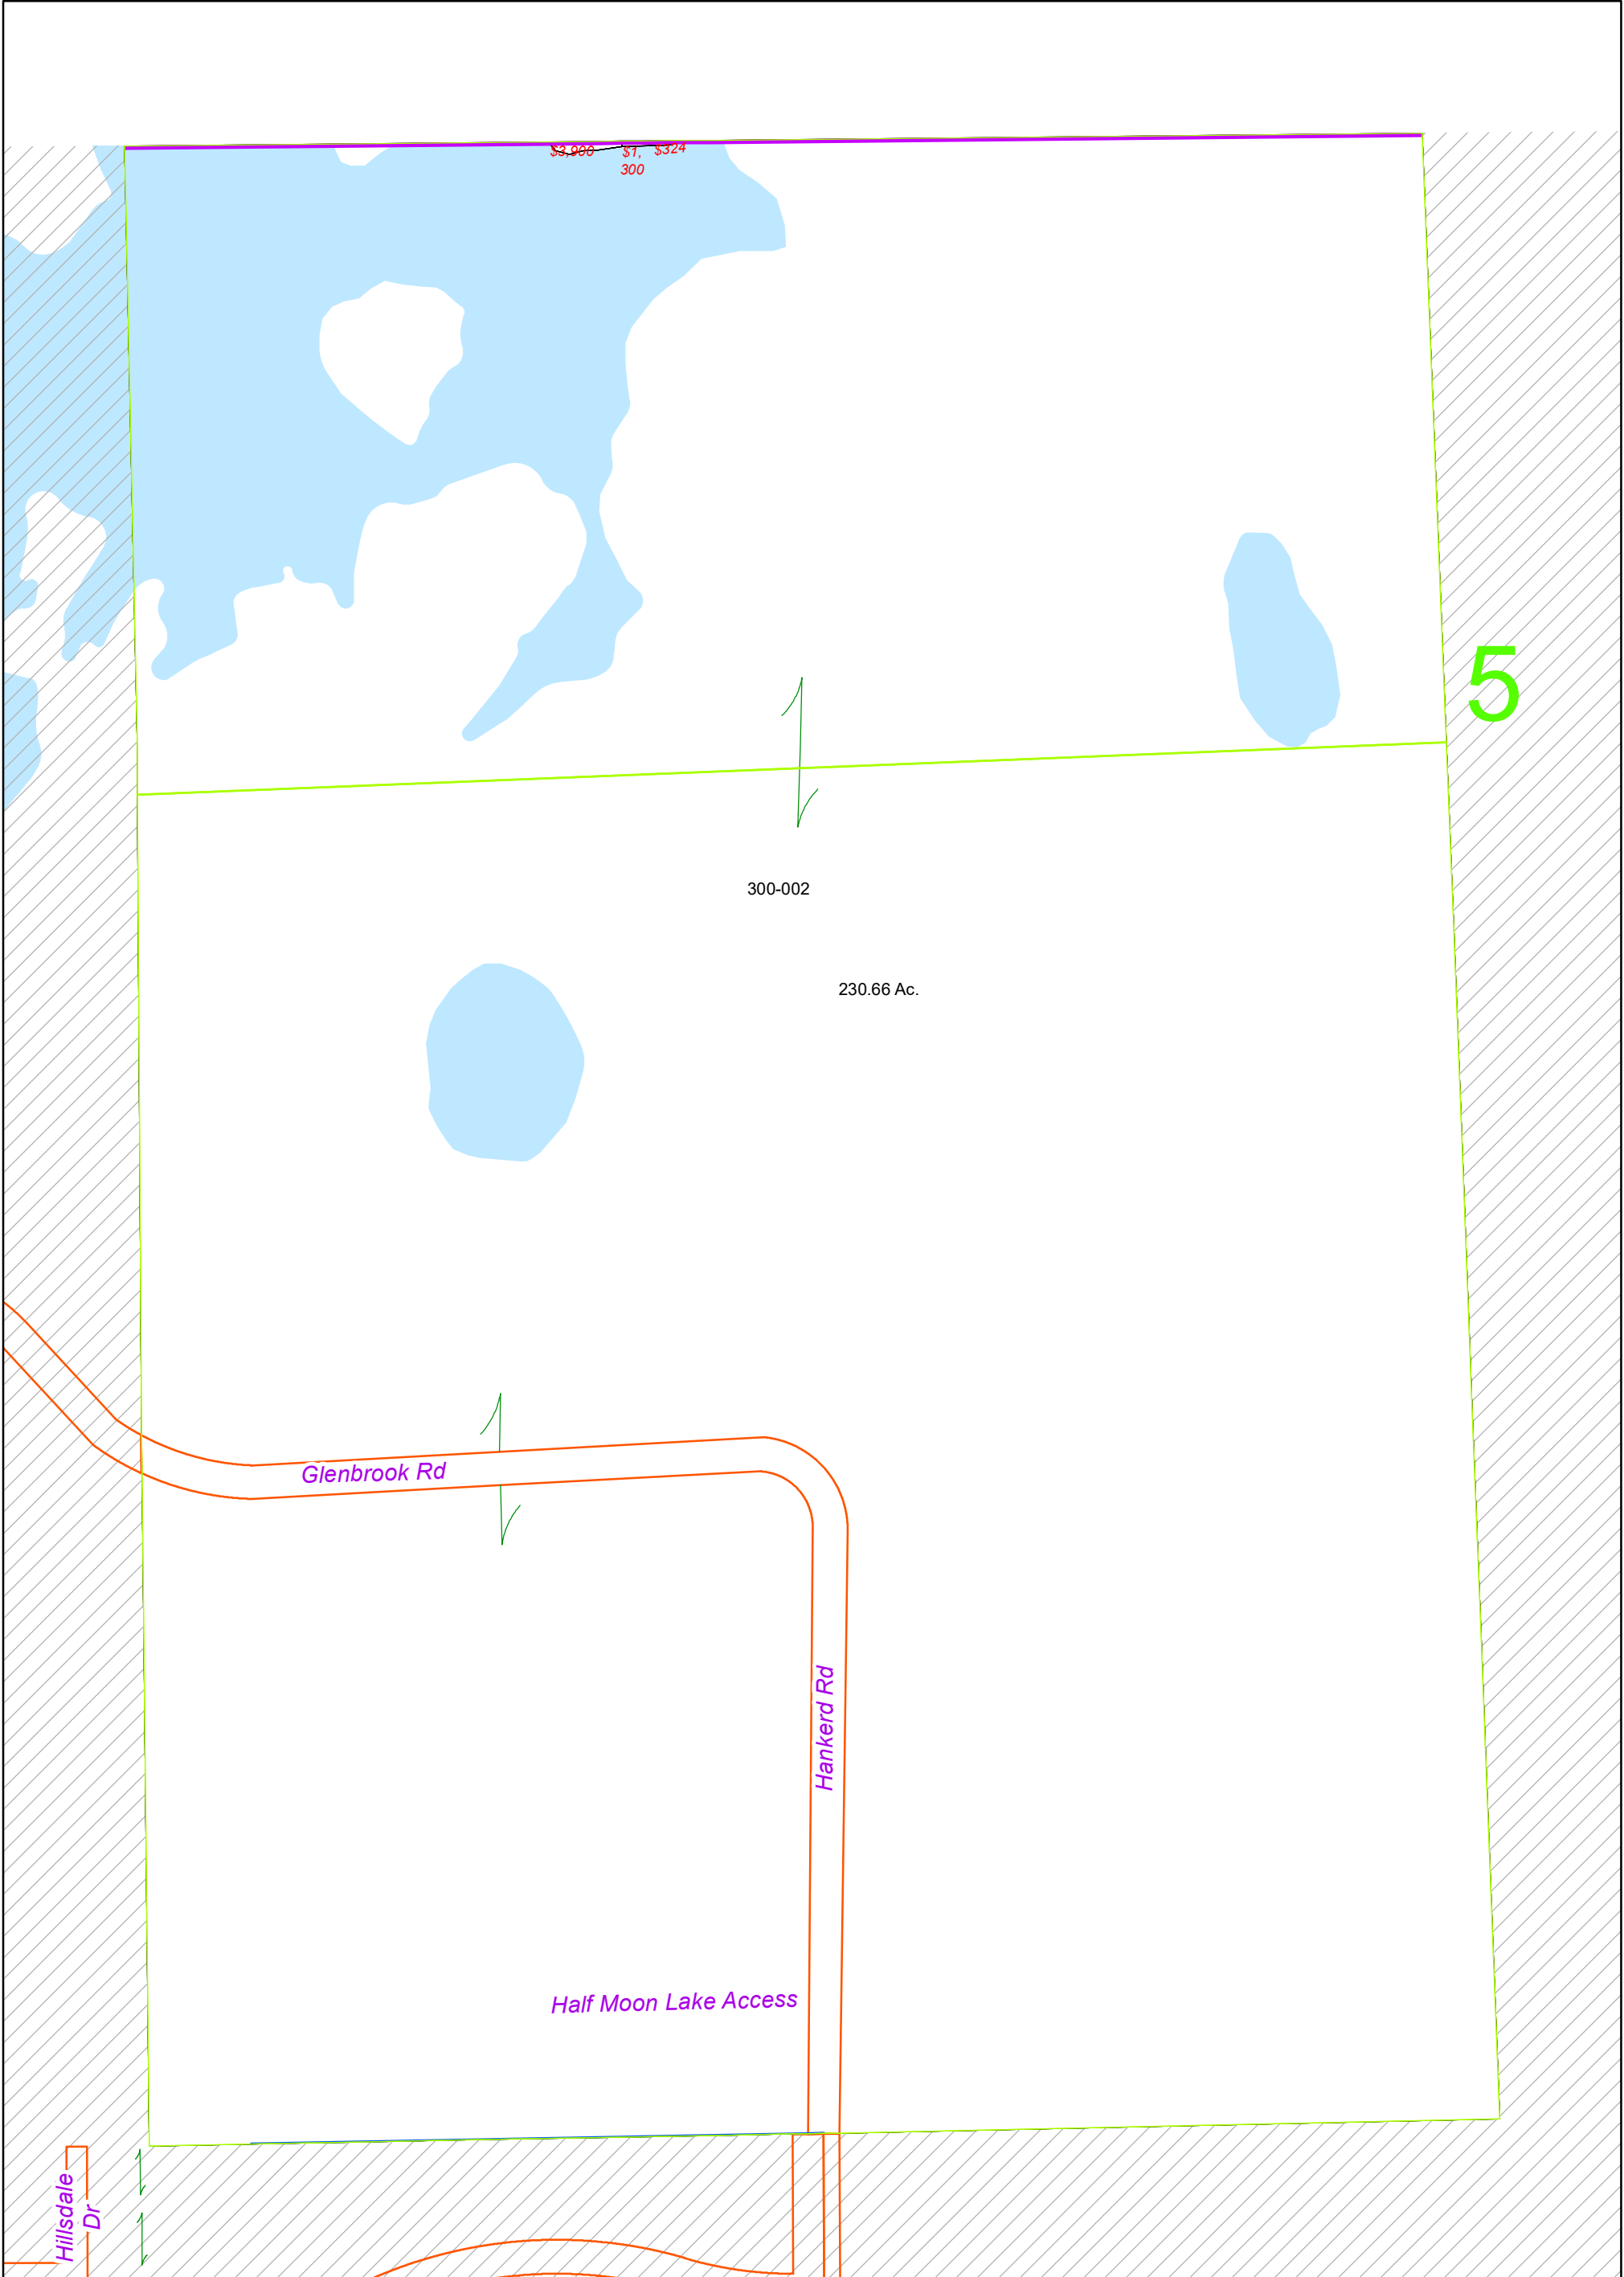 $3,900
$1,
300
$324
5
300-002
230.66 Ac.
Glenbrook Rd
Hankerd Rd
Half Moon Lake Access
Hillsdale
Dr